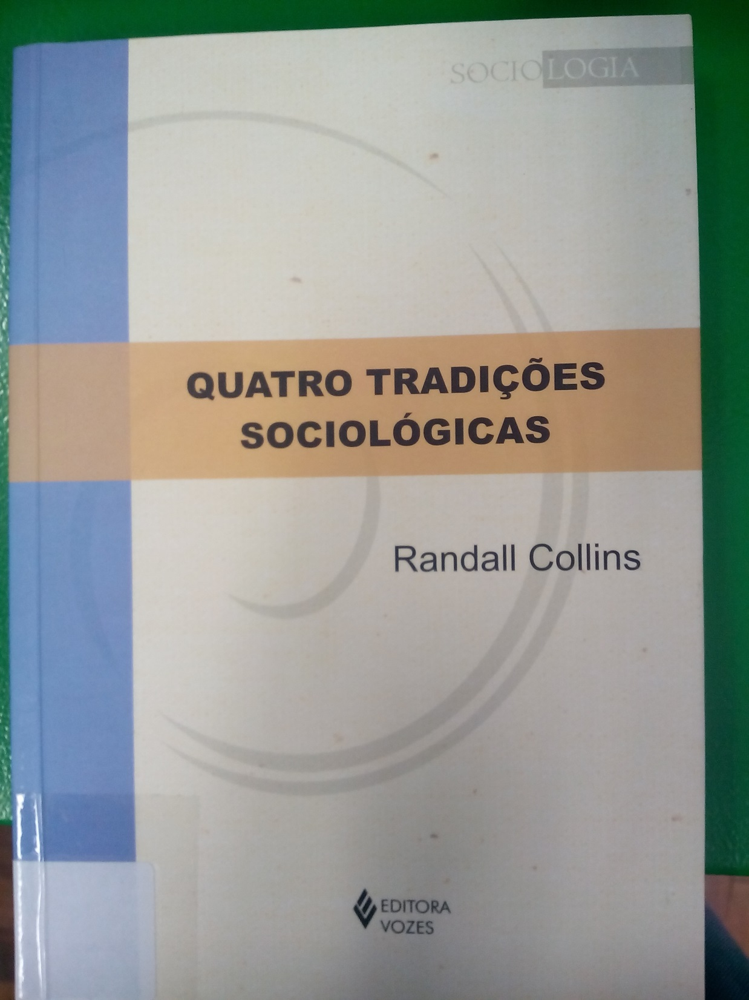 SOCIOLOGIA
QUATRO TRADIÇÕES
SOCIOLÓGICAS
Randall Collins
EDITORA
VOZES